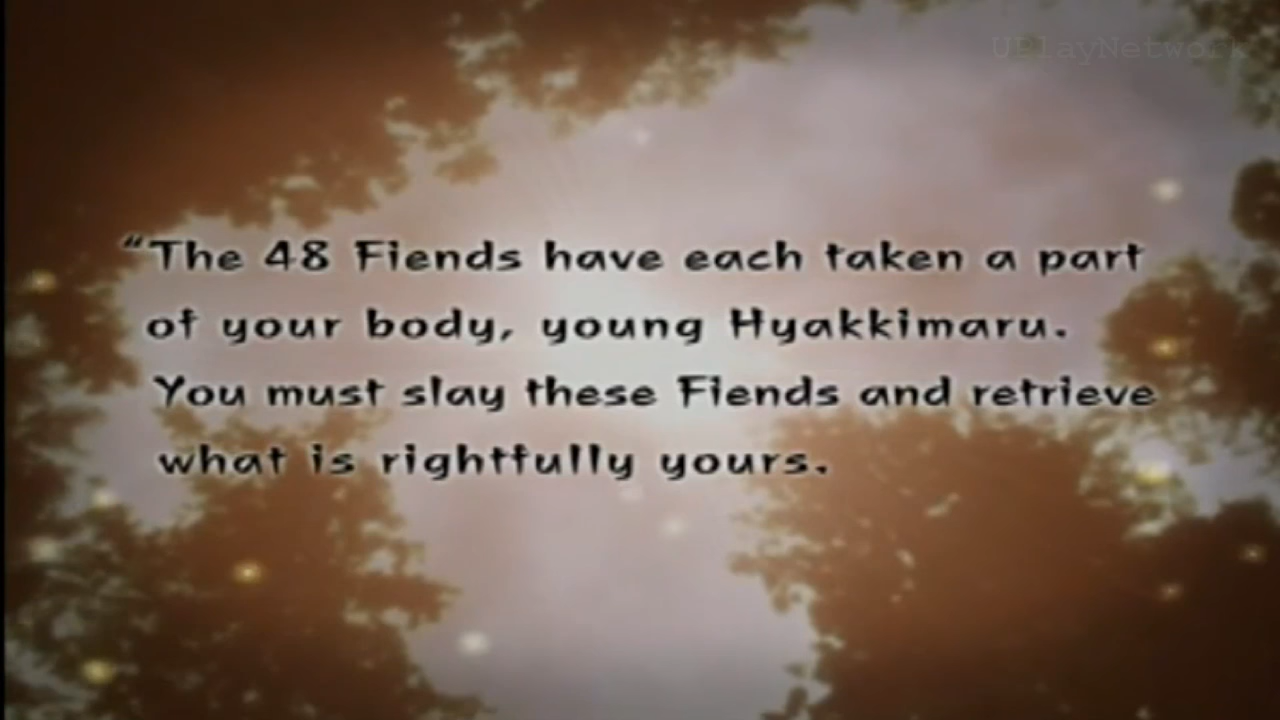 UPlayNetwork
“The 48 Fiends have each taken a part
of your body, young Hyakkimaru.
You must slay these Fiends and retrieve
what is rightfully yours.